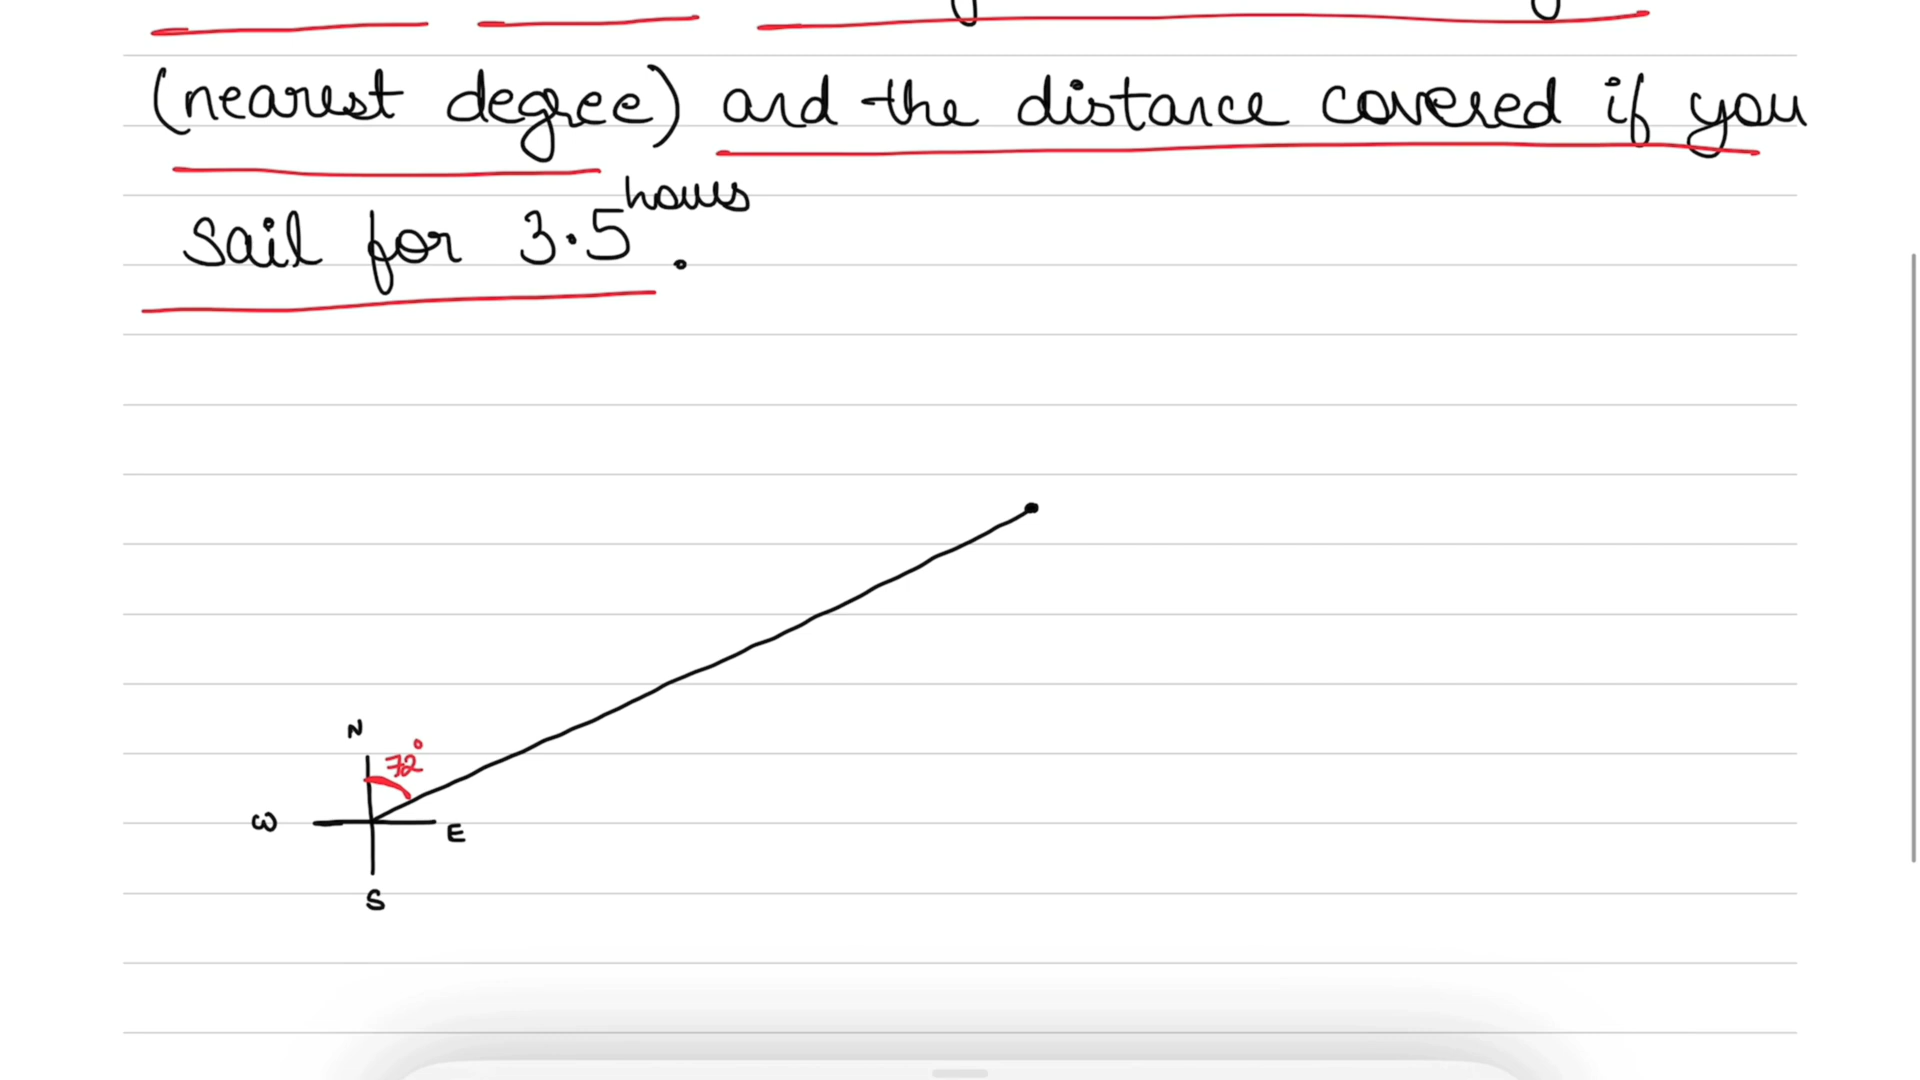 (nearest degree) and the distance covered if you
hours
sail for 3.5 .
N
72°
W
E
S